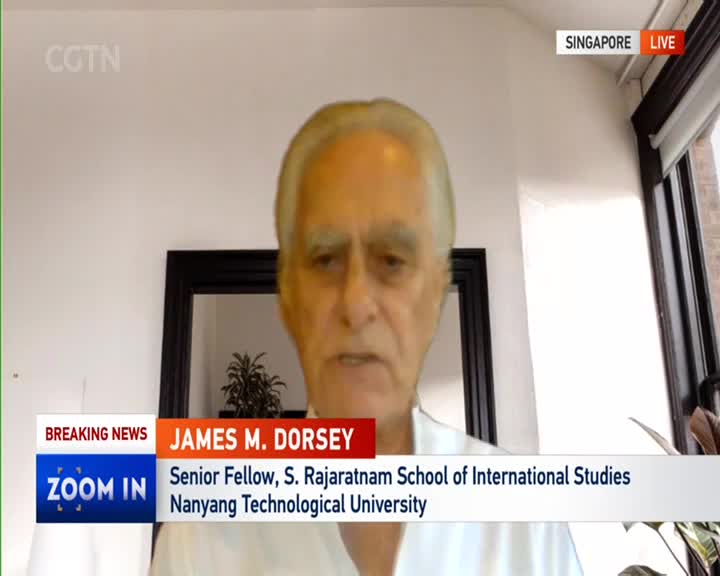 CGTN
SINGAPORE LIVE
BREAKING NEWS
JAMES M. DORSEY
ZOOM IN
Senior Fellow, S. Rajaratnam School of International Studies
Nanyang Technological University